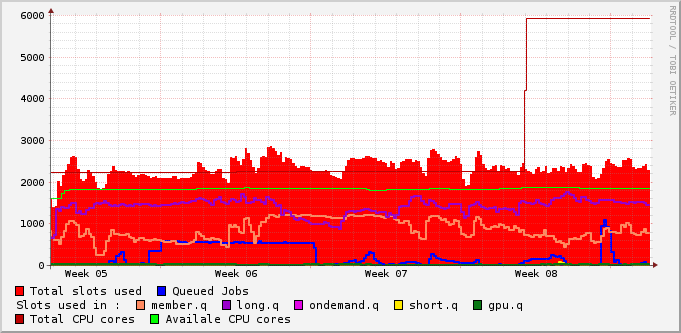 RRDTOOL / TOBI OETIKER
6000
5000
4000
3000
2000
1000
0
Week 05 Week 06 Week 07 Week 08
Total slots used Queued Jobs
Slots used in : member.q long.q ondemand.q short.q gpu.q
Total CPU cores Availale CPU cores